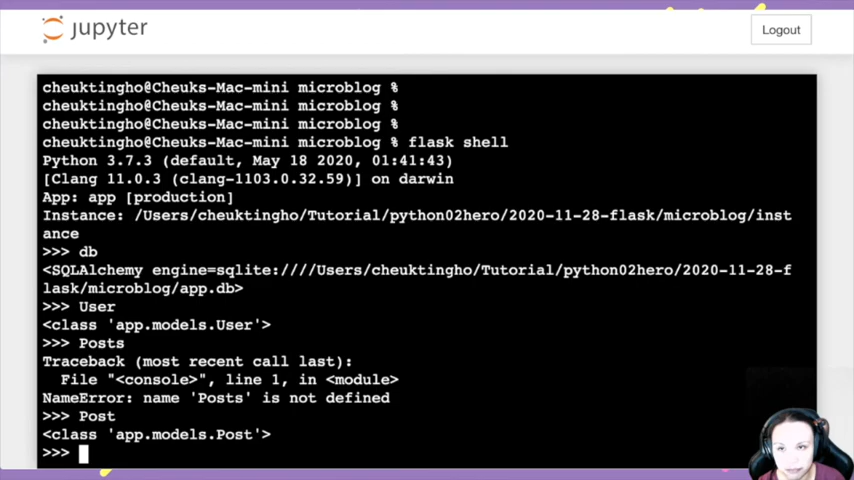 jupyter
Logout
cheuktingho@Cheuks-Mac-mini microblog %
cheuktingho@Cheuks-Mac-mini microblog %
cheuktingho@Cheuks-Mac-mini microblog %
cheuktingho@Cheuks-Mac-mini microblog % flask shell
Python 3.7.3 (default, May 18 2020, 01:41:43)
[Clang 11.0.3 (clang-1103.0.32.59)] on darwin
App: app [production]
Instance: /Users/cheuktingho/Tutorial/python02hero/2020-11-28-flask/microblog/inst
ance
>>> db
<SQLAlchemy engine=sqlite:////Users/cheuktingho/Tutorial/python02hero/2020-11-28-f
lask/microblog/app.db>
>>> User
<class 'app.models.User'>
>>> Posts
Traceback (most recent call last):
  File "<console>", line 1, in <module>
NameError: name 'Posts' is not defined
>>> Post
<class 'app.models.Post'>
>>>